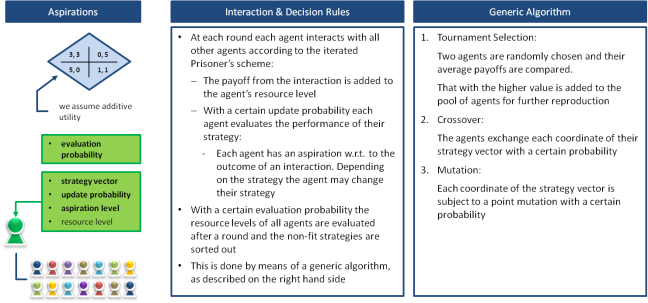 Aspirations
3, 3
0, 5
5, 0
1, 1
we assume additive
utility
• evaluation
probability
• strategy vector
• update probability
• aspiration level
• resource level
Interaction & Decision Rules
• At each round each agent interacts with all
other agents according to the iterated
Prisoner's scheme:
– The payoff from the interaction is added to
the agent's resource level
– With a certain update probability each
agent evaluates the performance of their
strategy:
- Each agent has an aspiration w.r.t. to the
outcome of an interaction. Depending
on the strategy the agent may change
their strategy
• With a certain evaluation probability the
resource levels of all agents are evaluated
after a round and the non-fit strategies are
sorted out
• This is done by means of a generic algorithm,
as described on the right hand side
Generic Algorithm
1. Tournament Selection:
Two agents are randomly chosen and their
average payoffs are compared.
That with the higher value is added to the
pool of agents for further reproduction
2. Crossover:
The agents exchange each coordinate of their
strategy vector with a certain probability
3. Mutation:
Each coordinate of the strategy vector is
subject to a point mutation with a certain
probability